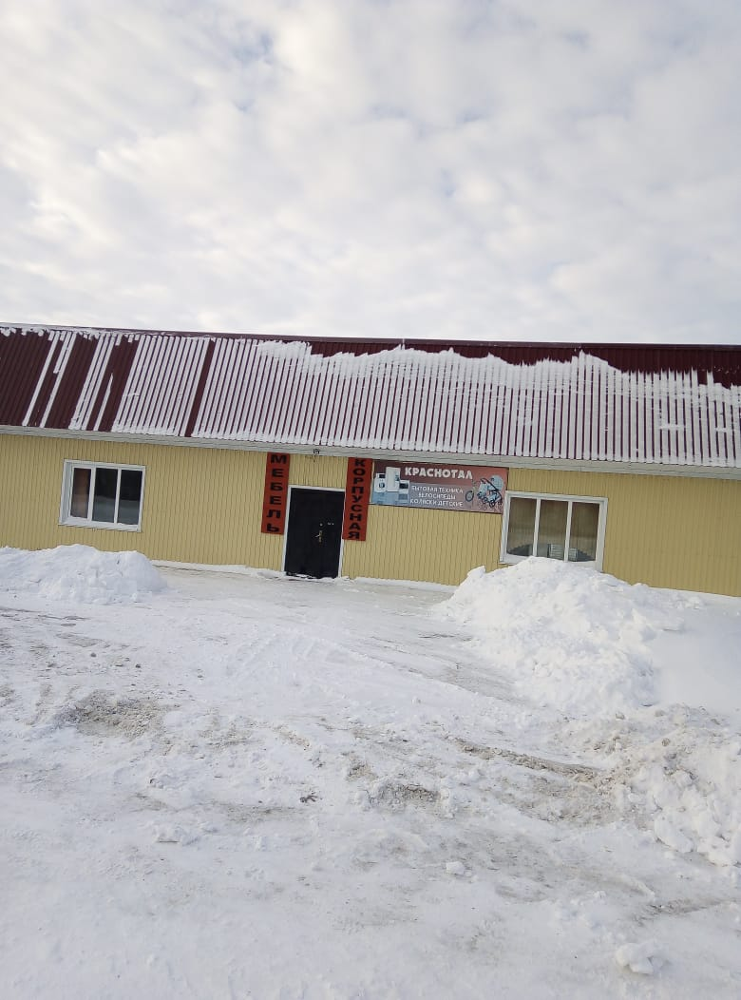 МЕБЕЛЬ
КОРПУСНАЯ
КРАСНОТАЛ
БЫТОВАЯ ТЕХНИКА
ВЕЛОСИПЕДЫ
КОЛЯСКИ ДЕТСКИЕ